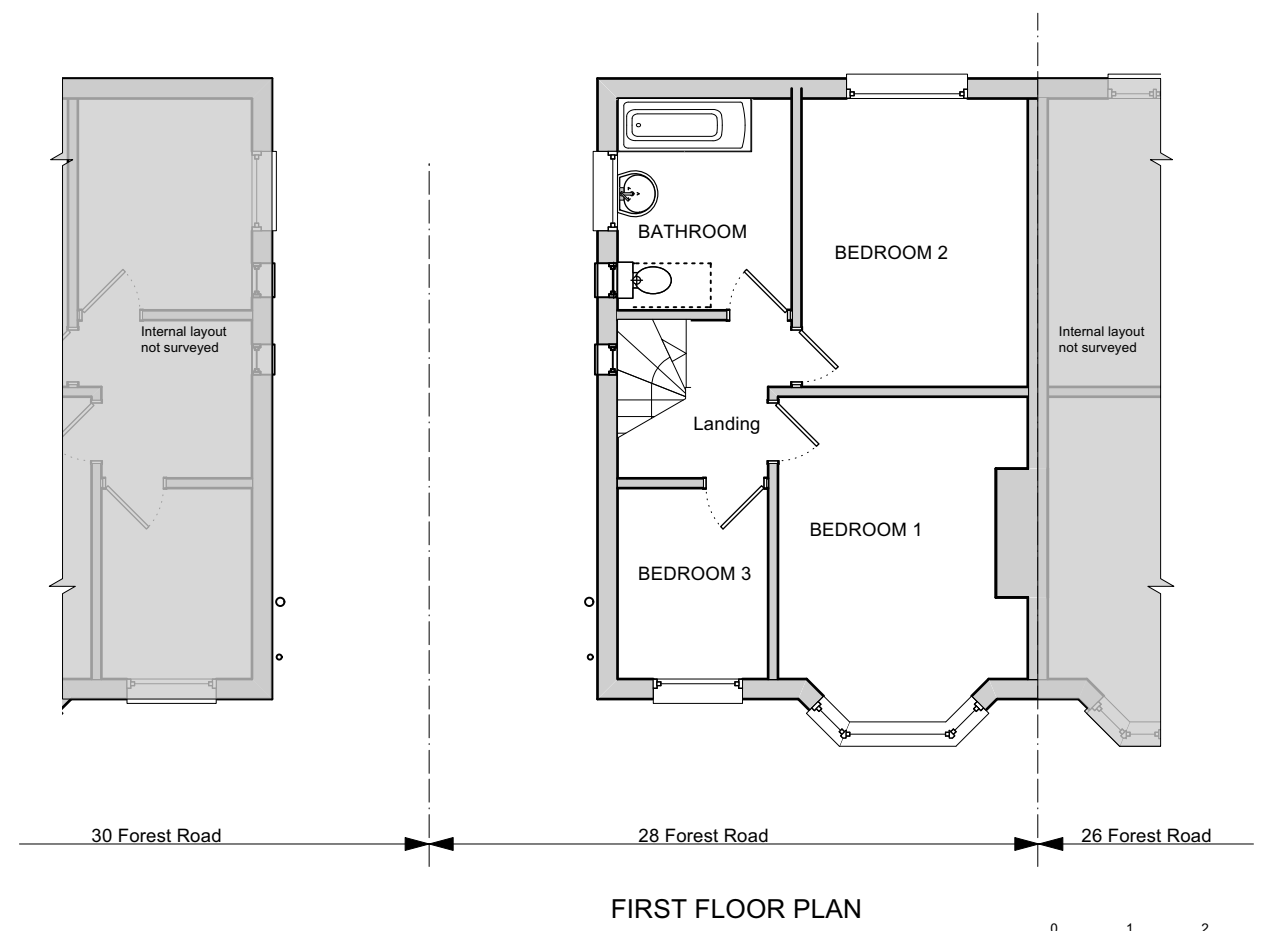 BATHROOM
BEDROOM 2
Internal layout
not surveyed
Internal layout
not surveyed
Landing
BEDROOM 1
BEDROOM 3
30 Forest Road
28 Forest Road
26 Forest Road
FIRST FLOOR PLAN
0 1 2